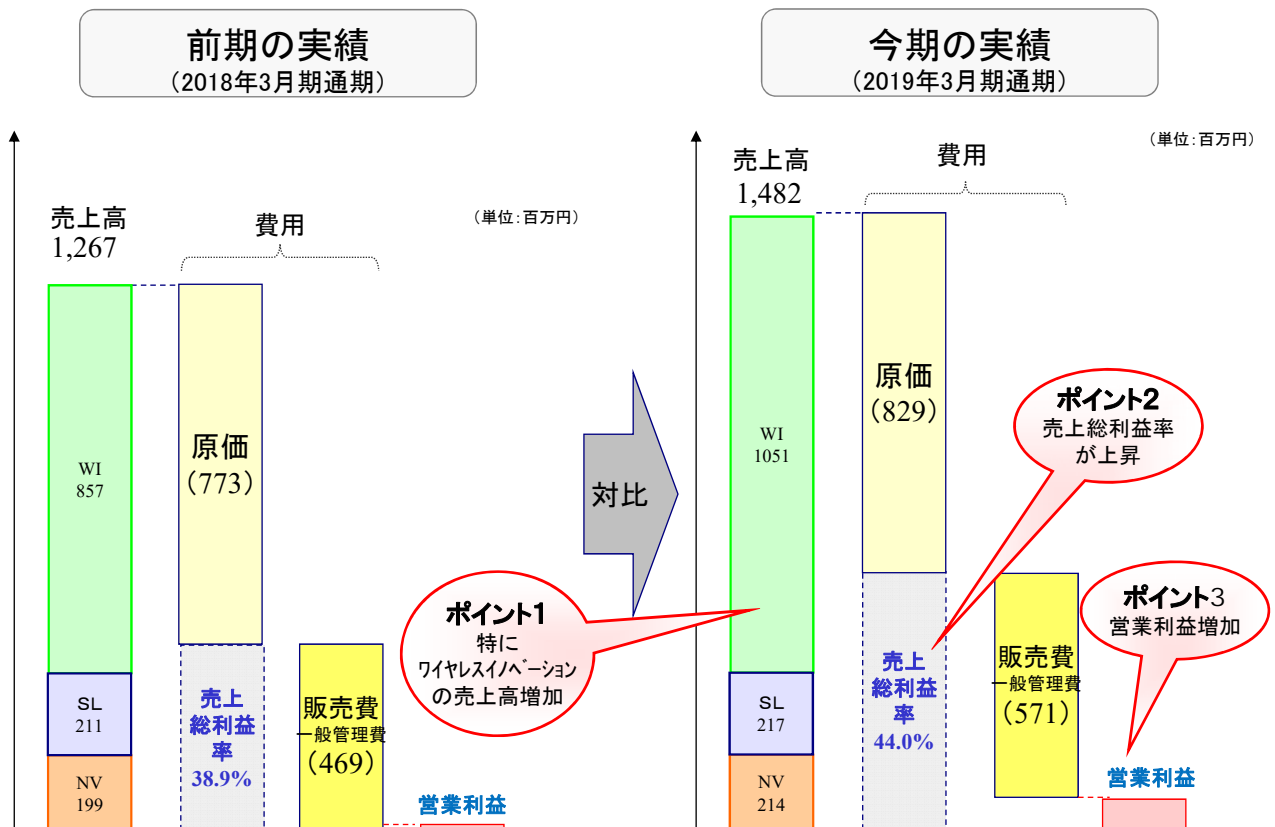 前期の実績
(2018年3月期通期)
売上高
1,267
費用
(単位:百万円)
WI
857
原価
(773)
SL
211
売上
総利益
率
38.9%
販売費
一般管理費
(469)
NV
199
営業利益
対比
ポイント1
特に
ワイヤレスイノベーション
の売上高増加
今期の実績
(2019年3月期通期)
(単位:百万円)
売上高
1,482
費用
WI
1051
原価
(829)
ポイント2
売上総利益率
が上昇
ポイント3
営業利益増加
SL
217
売上
総利益
率
44.0%
販売費
一般管理費
(571)
NV
214
営業利益